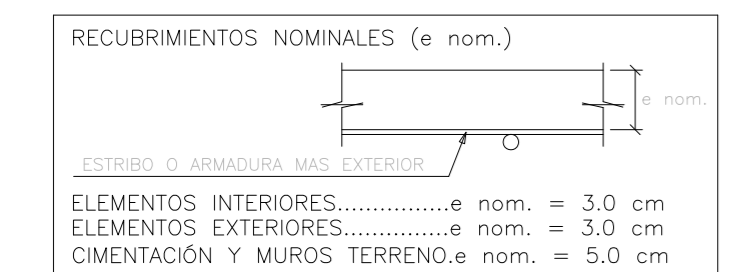 RECUBRIMIENTOS NOMINALES (e nom.)
e nom.
ESTRIBO O ARMADURA MAS EXTERIOR
ELEMENTOS INTERIORES................e nom. = 3.0 cm
ELEMENTOS EXTERIORES...............e nom. = 3.0 cm
CIMENTACIÓN Y MUROS TERRENO.e nom. = 5.0 cm